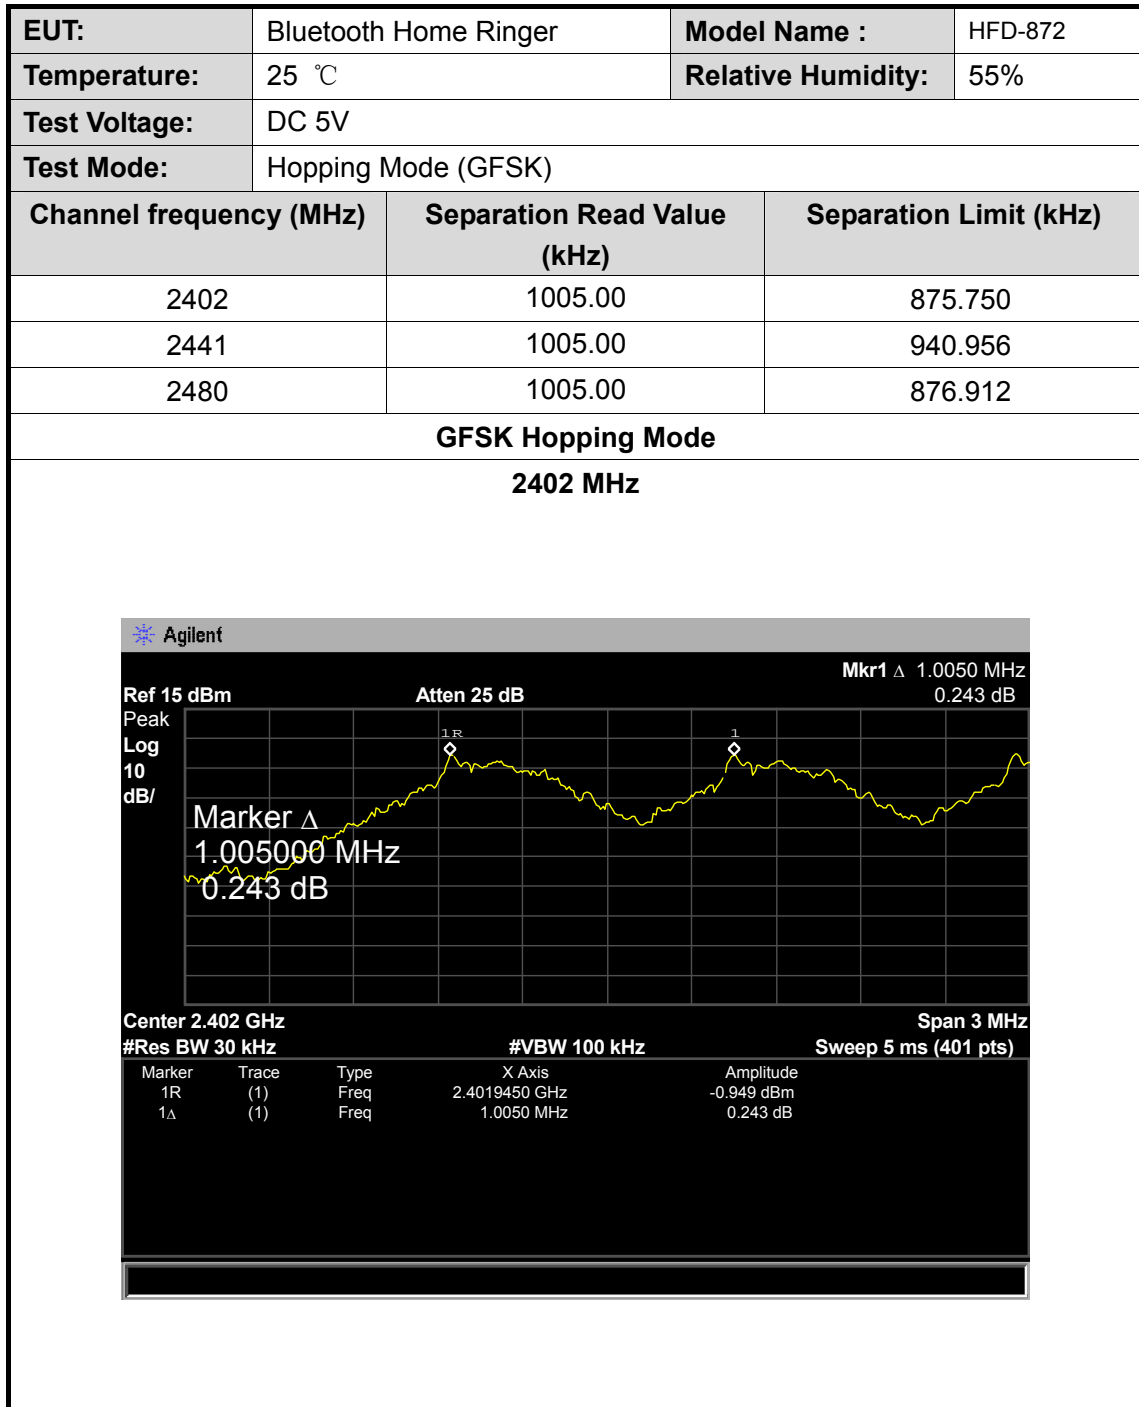 EUT: Bluetooth Home Ringer Model Name : HFD-872
Temperature: 25 ℃ Relative Humidity: 55%
Test Voltage: DC 5V
Test Mode: Hopping Mode (GFSK)
Channel frequency (MHz) Separation Read Value (kHz) Separation Limit (kHz)
2402 1005.00 875.750
2441 1005.00 940.956
2480 1005.00 876.912
GFSK Hopping Mode
2402 MHz
Agilent
Mkr1 Δ 1.0050 MHz
Ref 15 dBm Atten 25 dB 0.243 dB
Peak
Log
10
dB/
1R 1
Marker Δ
1.005000 MHz
0.243 dB
Center 2.402 GHz Span 3 MHz
#Res BW 30 kHz #VBW 100 kHz Sweep 5 ms (401 pts)
Marker Trace Type X Axis Amplitude
1R (1) Freq 2.4019450 GHz -0.949 dBm
1Δ (1) Freq 1.0050 MHz 0.243 dB